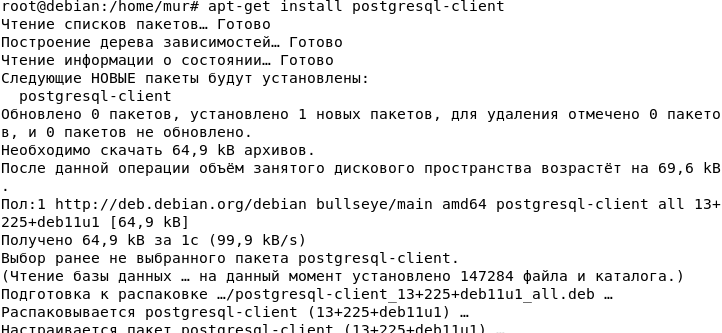 root@debian:/home/mur# apt-get install postgresql-client
Чтение списков пакетов… Готово
Построение дерева зависимостей… Готово
Чтение информации о состоянии… Готово
Следующие НОВЫЕ пакеты будут установлены:
  postgresql-client
Обновлено 0 пакетов, установлено 1 новых пакетов, для удаления отмечено 0 пакето
в, и 0 пакетов не обновлено.
Необходимо скачать 64,9 kB архивов.
После данной операции объём занятого дискового пространства возрастёт на 69,6 kB
.
Пол:1 http://deb.debian.org/debian bullseye/main amd64 postgresql-client all 13+
225+deb11u1 [64,9 kB]
Получено 64,9 kB за 1с (99,9 kB/s)
Выбор ранее не выбранного пакета postgresql-client.
(Чтение базы данных … на данный момент установлено 147284 файла и каталога.)
Подготовка к распаковке …/postgresql-client_13+225+deb11u1_all.deb …
Распаковывается postgresql-client (13+225+deb11u1) …
Настраивается пакет postgresql-client (13+225+deb11u1) …